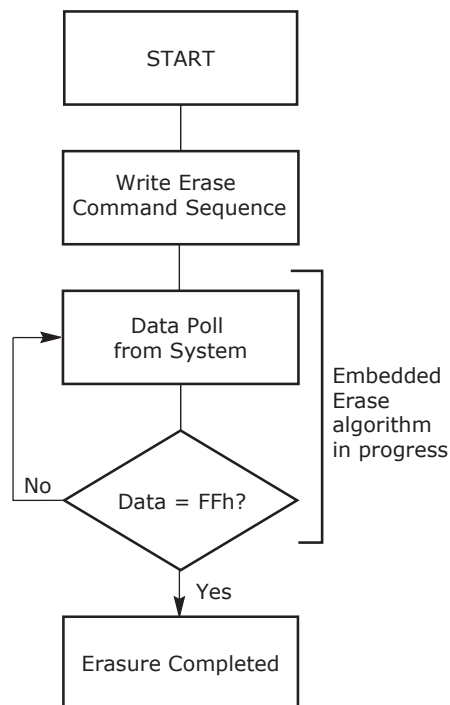 START
Write Erase
Command Sequence
Data Poll
from System
Embedded
Erase
algorithm
in progress
No
Data = FFh?
Yes
Erasure Completed